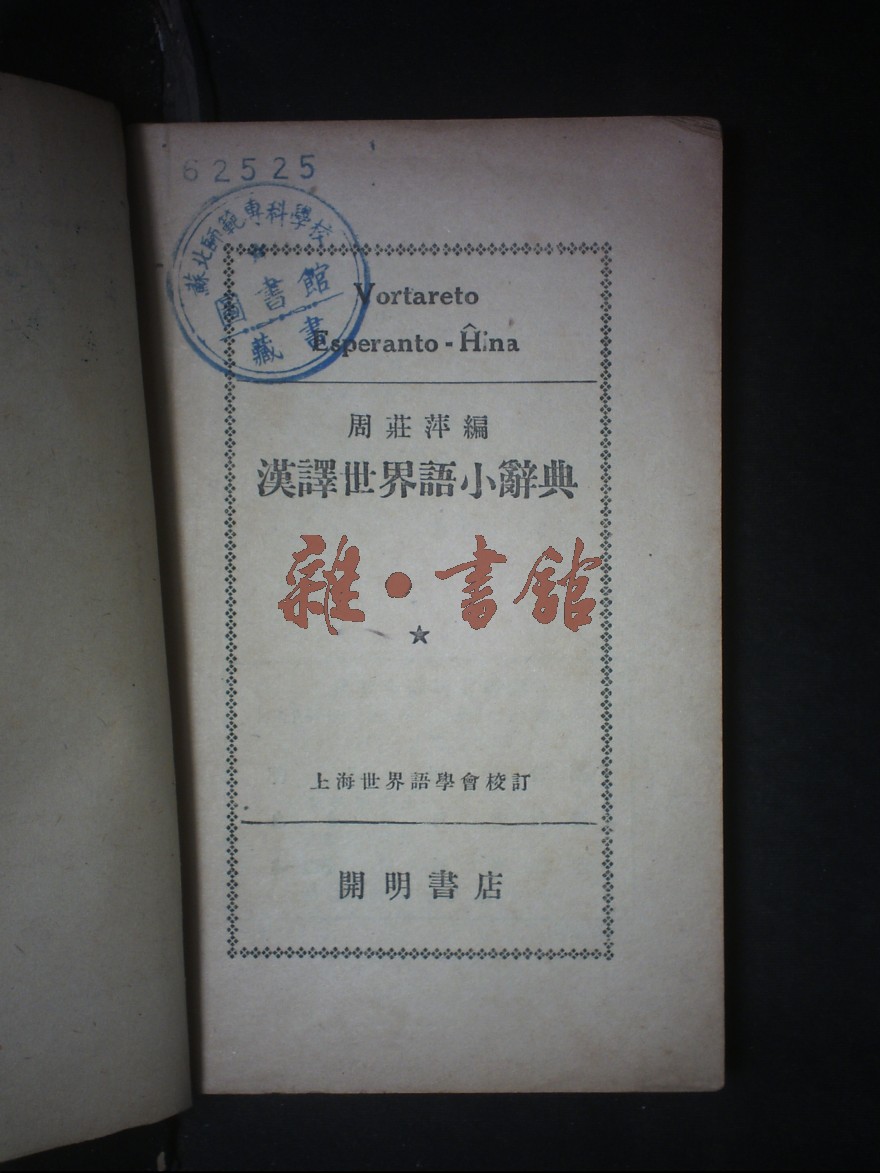 62525
蘇北師範專科學校
圖書館
藏書
Vortareto
Esperanto - Ĥina
周莊萍編
漢譯世界語小辭典
雜•書館
★
上海世界語學會校訂
開明書店